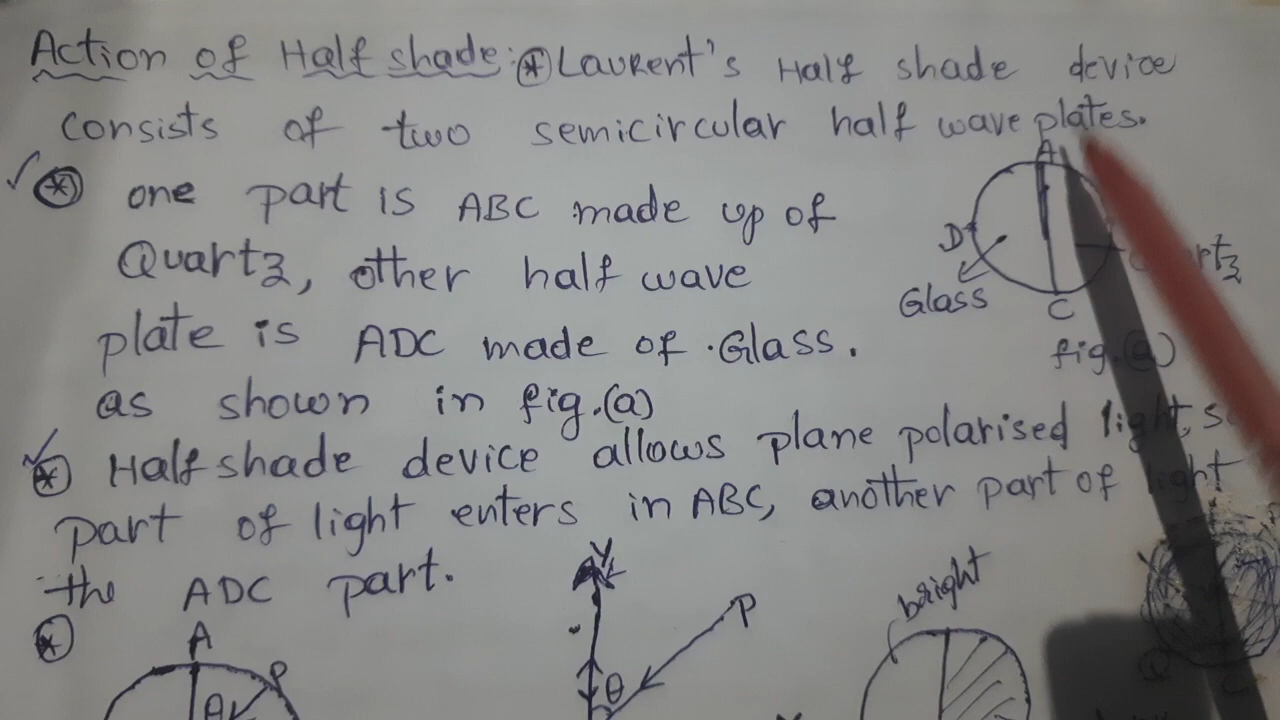 Action of Half shade: * Laurent's Half shade device
consists of two semicircular half wave plates.
* one part is ABC made up of
Quartz, other half wave
plate is ADC made of Glass.
as shown in fig.(a)
A
D
Glass
C
fig.(a)
* Half shade device allows plane polarised light,
part of light enters in ABC, another part of light
the ADC part.
*
A
P
θ
Y
P
θ
bright
C